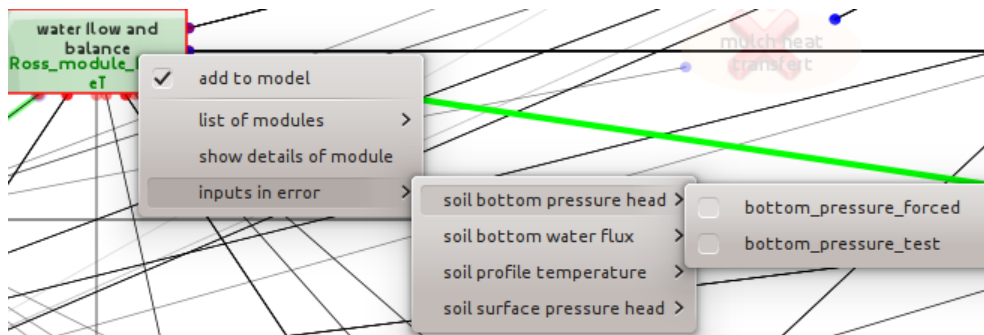 water flow and
balance
Ross_module_
eT
mulch heat
transfert
add to model
list of modules
show details of module
inputs in error
soil bottom pressure head
soil bottom water flux
soil profile temperature
soil surface pressure head
bottom_pressure_forced
bottom_pressure_test